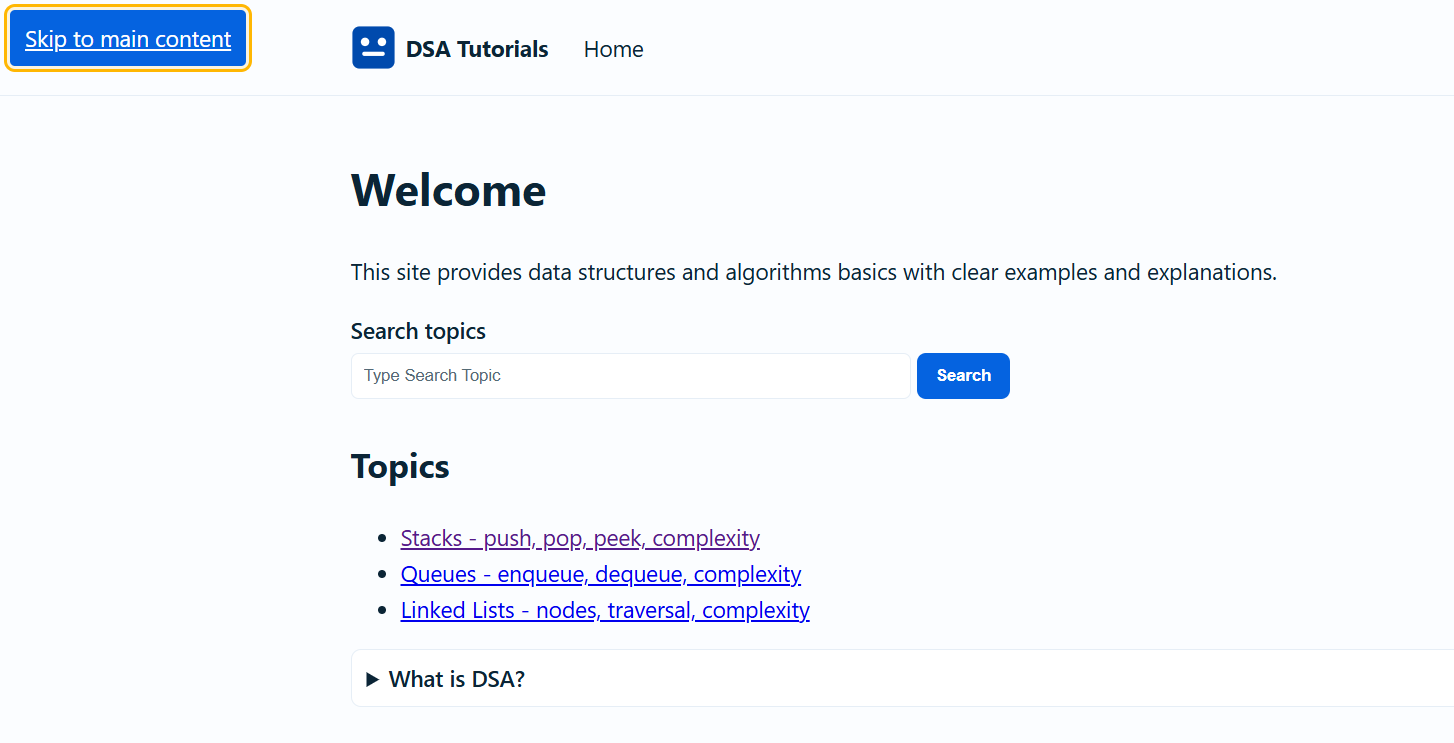 Skip to main content
DSA Tutorials
Home
Welcome
This site provides data structures and algorithms basics with clear examples and explanations.
Search topics
Type Search Topic
Search
Topics
Stacks - push, pop, peek, complexity
Queues - enqueue, dequeue, complexity
Linked Lists - nodes, traversal, complexity
What is DSA?